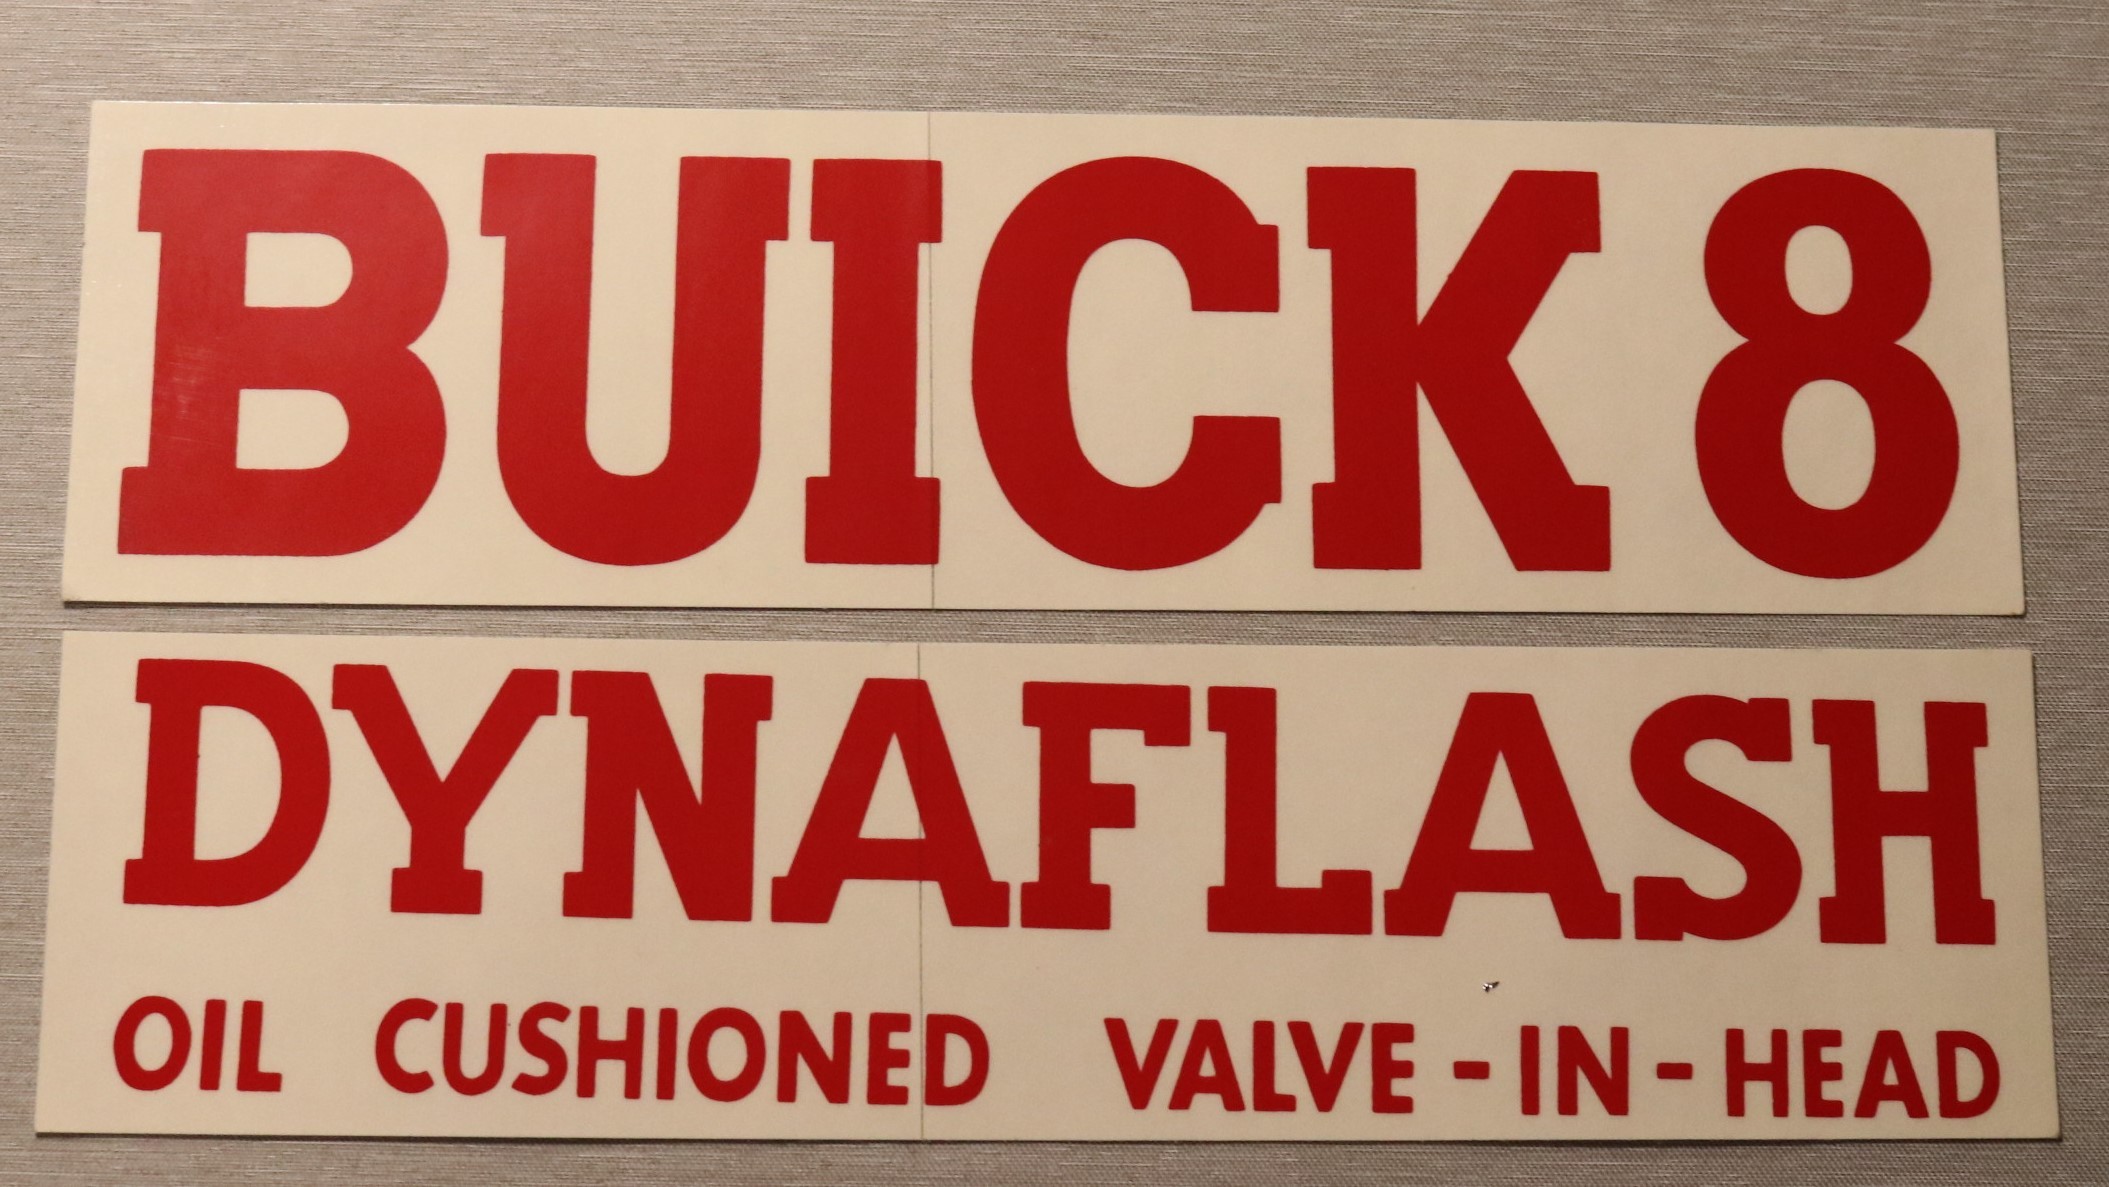 BUICK 8
DYNAFLASH
OIL CUSHIONED VALVE-IN-HEAD